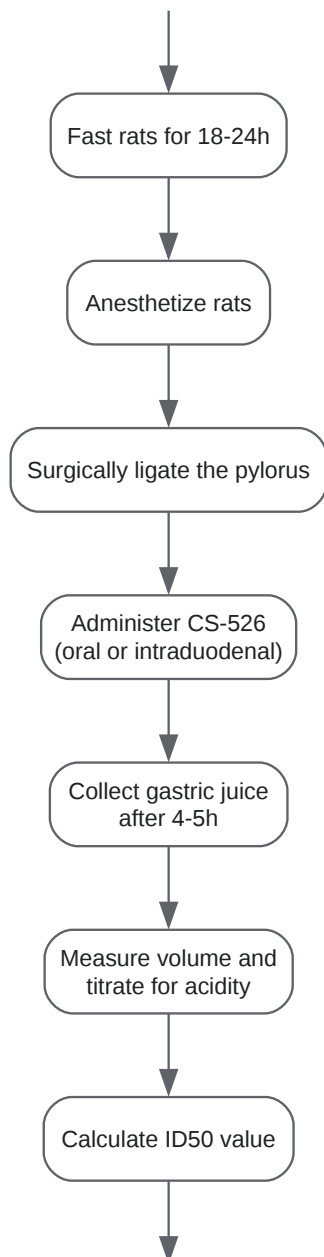 Fast rats for 18-24h
Anesthetize rats
Surgically ligate the pylorus
Administer CS-526
(oral or intraduodenal)
Collect gastric juice
after 4-5h
Measure volume and
titrate for acidity
Calculate ID50 value